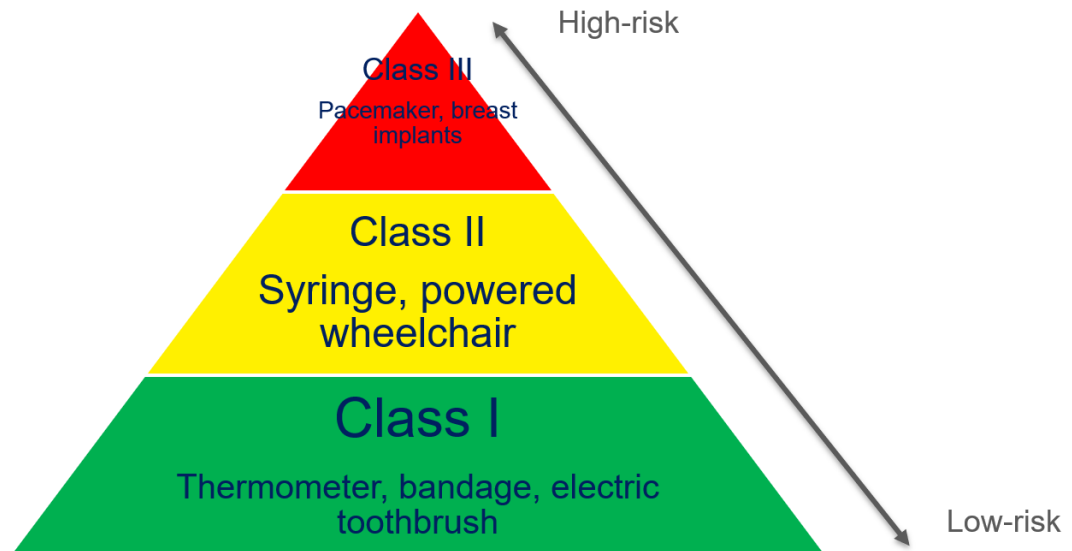 High-risk
Class III
Pacemaker, breast
implants
Class II
Syringe, powered
wheelchair
Class I
Thermometer, bandage, electric
toothbrush
Low-risk